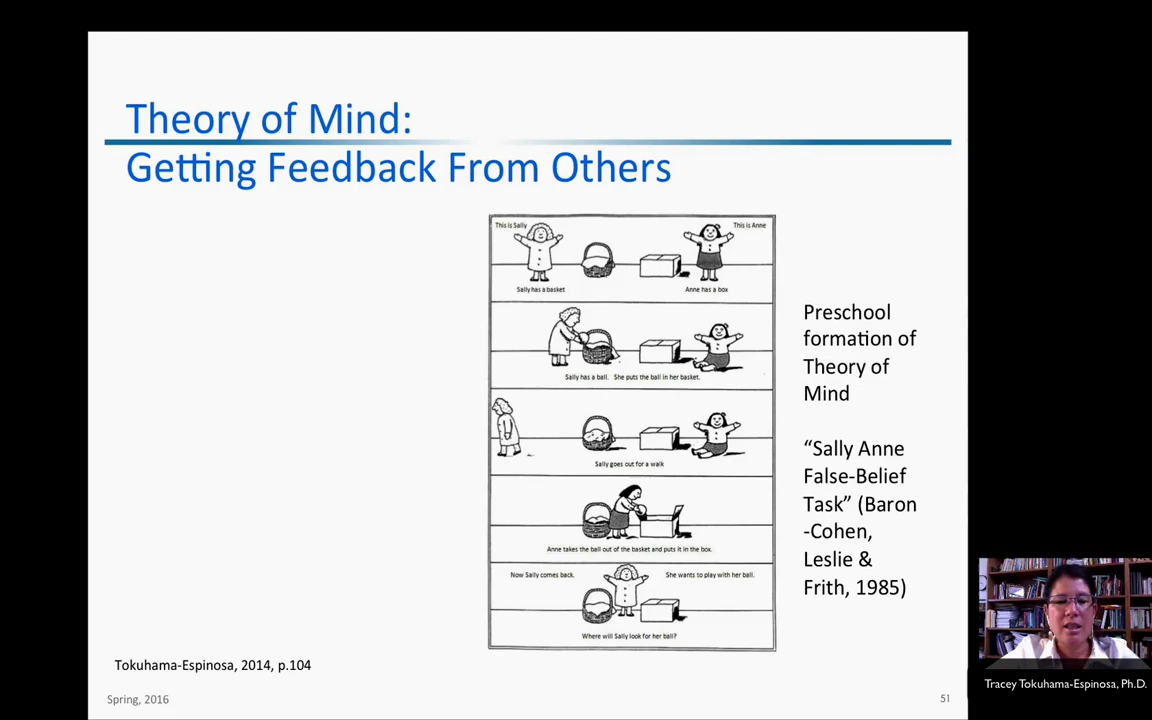 Theory of Mind:
Getting Feedback From Others
This is Sally
This is Anne
Sally has a basket
Anne has a box
Sally has a ball. She puts the ball in her basket.
Sally goes out for a walk
Anne takes the ball out of the basket and puts it in the box.
Now Sally comes back.
She wants to play with her ball.
Where will Sally look for her ball?
Preschool
formation of
Theory of
Mind
“Sally Anne
False-Belief
Task” (Baron
-Cohen,
Leslie &
Frith, 1985)
Tokuhama-Espinosa, 2014, p.104
Spring, 2016
51
Tracey Tokuhama-Espinosa, Ph.D.